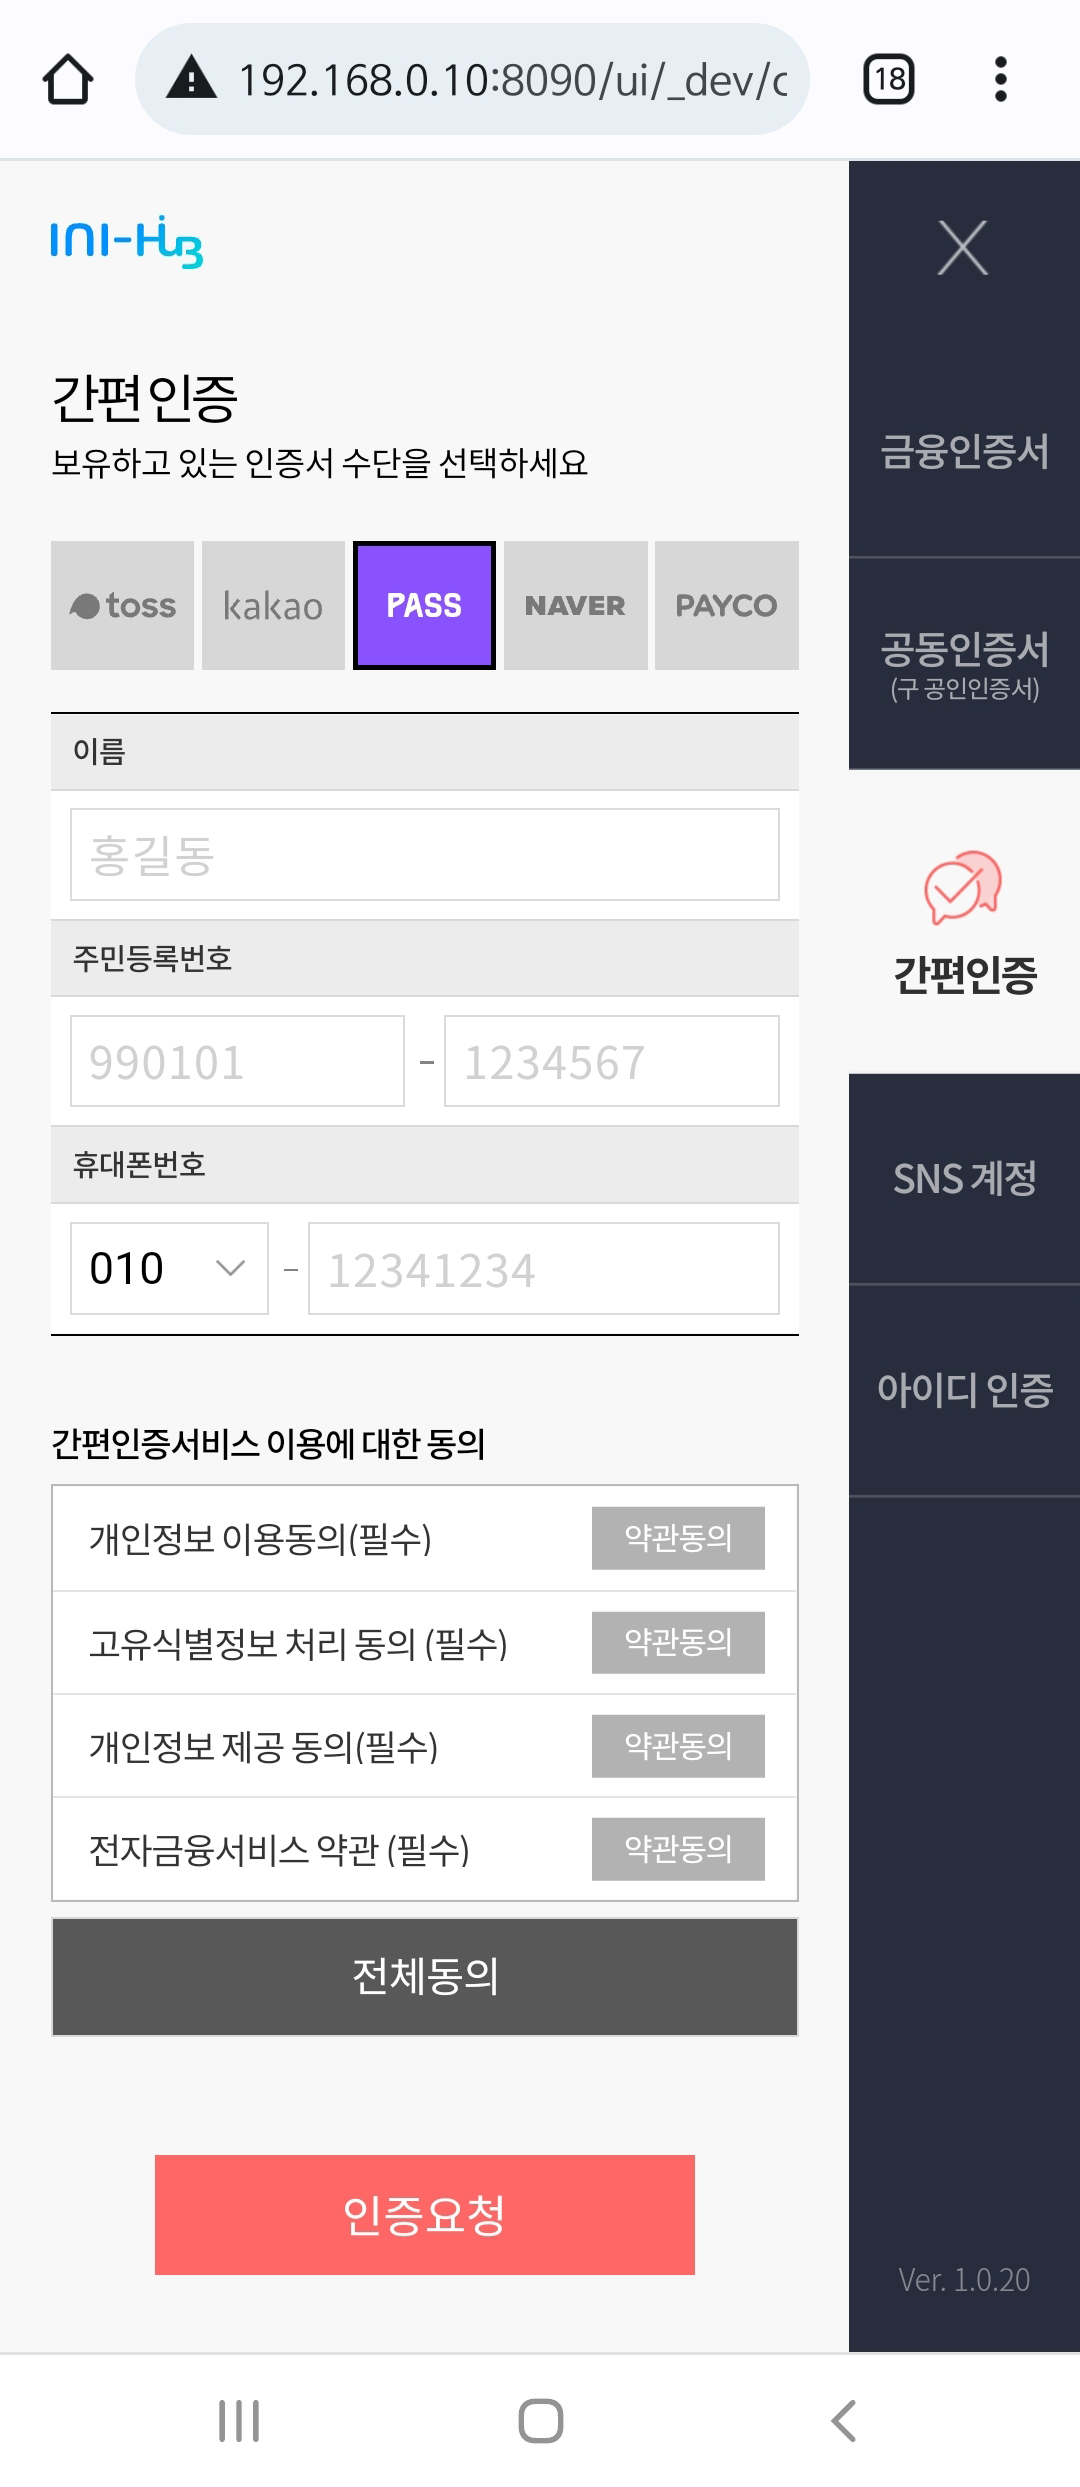 192.168.0.10:8090/ui/_dev/c
18
INI-HuB
간편 인증
보유하고 있는 인증서 수단을 선택하세요
toss
kakao
PASS
NAVER
PAYCO
이름
홍길동
주민등록번호
990101 - 1234567
휴대폰번호
010 - 12341234
간편인증서비스 이용에 대한 동의
개인정보 이용동의(필수) 약관동의
고유식별정보 처리 동의 (필수) 약관동의
개인정보 제공 동의(필수) 약관동의
전자금융서비스 약관 (필수) 약관동의
전체동의
인증요청
금융인증서
공동인증서
(구 공인인증서)
간편인증
SNS 계정
아이디 인증
Ver. 1.0.20